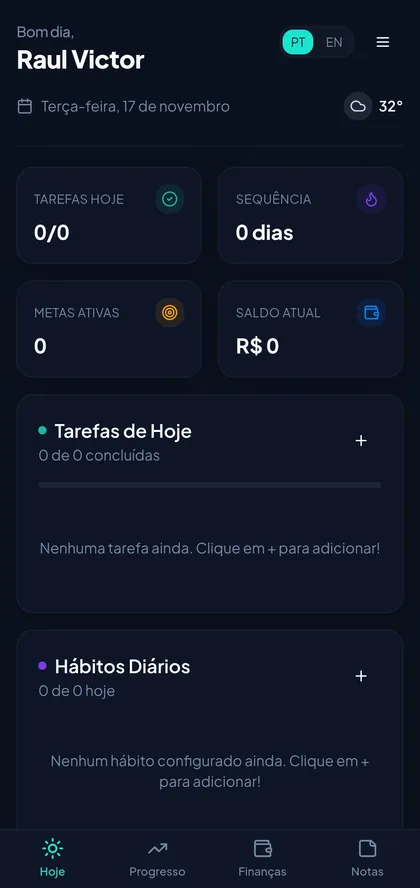 Bom dia,
Raul Victor
PT EN
Terça-feira, 17 de novembro
32°
TAREFAS HOJE
0/0
SEQUÊNCIA
0 dias
METAS ATIVAS
0
SALDO ATUAL
R$ 0
Tarefas de Hoje
0 de 0 concluídas
Nenhuma tarefa ainda. Clique em + para adicionar!
Hábitos Diários
0 de 0 hoje
Nenhum hábito configurado ainda. Clique em +
para adicionar!
Hoje
Progresso
Finanças
Notas